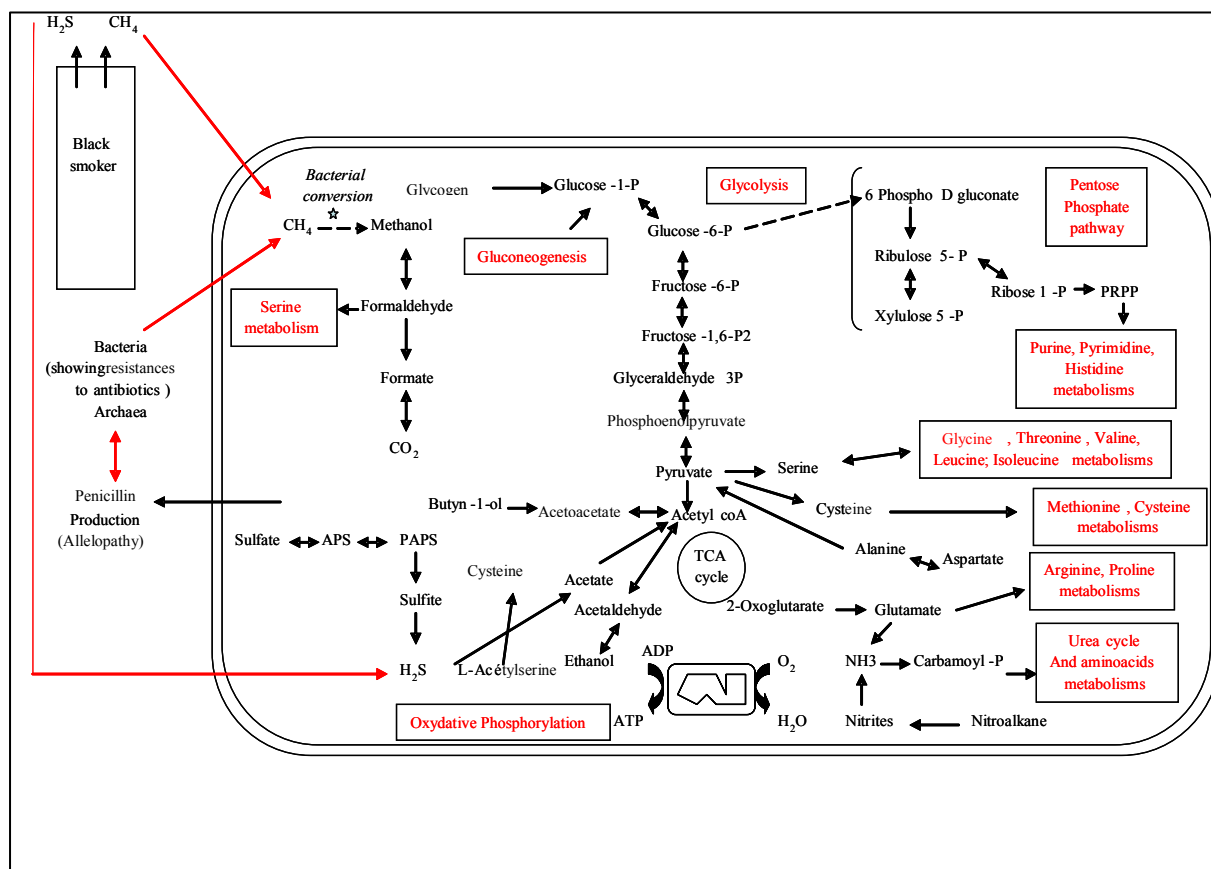 H2S CH4
Black
smoker
Bacterial
conversion
CH4
Methanol
Glycogen
Glucose -1-P
Glycolysis
6 Phospho D gluconate
Pentose
Phosphate
pathway
Gluconeogenesis
Glucose -6-P
Ribulose 5- P
Serine
metabolism
Formaldehyde
Fructose -6-P
Ribose 1 -P
PRPP
Xylulose 5 -P
Bacteria
(showingresistances
to antibiotics )
Archaea
Fructose -1,6-P2
Purine, Pyrimidine,
Histidine
metabolisms
Formate
Glyceraldehyde 3P
Phosphoenolpyruvate
CO2
Glycine , Threonine , Valine,
Leucine; Isoleucine metabolisms
Pyruvate
Serine
Penicillin
Production
(Allelopathy)
Butyn -1-ol
Acetoacetate
Acetyl coA
Cysteine
Methionine , Cysteine
metabolisms
Sulfate
APS
PAPS
TCA
cycle
Alanine
Aspartate
Cysteine
Acetate
Arginine, Proline
metabolisms
Sulfite
Acetaldehyde
2-Oxoglutarate
Glutamate
H2S
L-Acétylserine
Ethanol
ADP
O2
NH3
Carbamoyl -P
Urea cycle
And aminoacids
metabolisms
Oxydative Phosphorylation
ATP
H2O
Nitrites
Nitroalkane